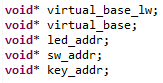 void* virtual_base_lw;
void* virtual_base;
void* led_addr;
void* sw_addr;
void* key_addr;